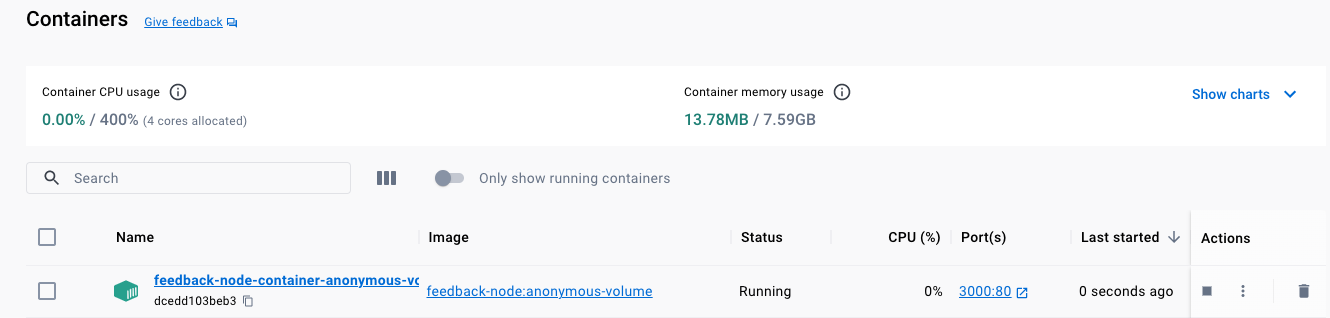 Containers Give feedback
Container CPU usage
0.00% / 400% (4 cores allocated)
Container memory usage
13.78MB / 7.59GB
Show charts
Search
Only show running containers
Name Image Status CPU (%) Port(s) Last started Actions
feedback-node-container-anonymous-vo
dcedd103beb3
feedback-node:anonymous-volume Running 0% 3000:80 0 seconds ago